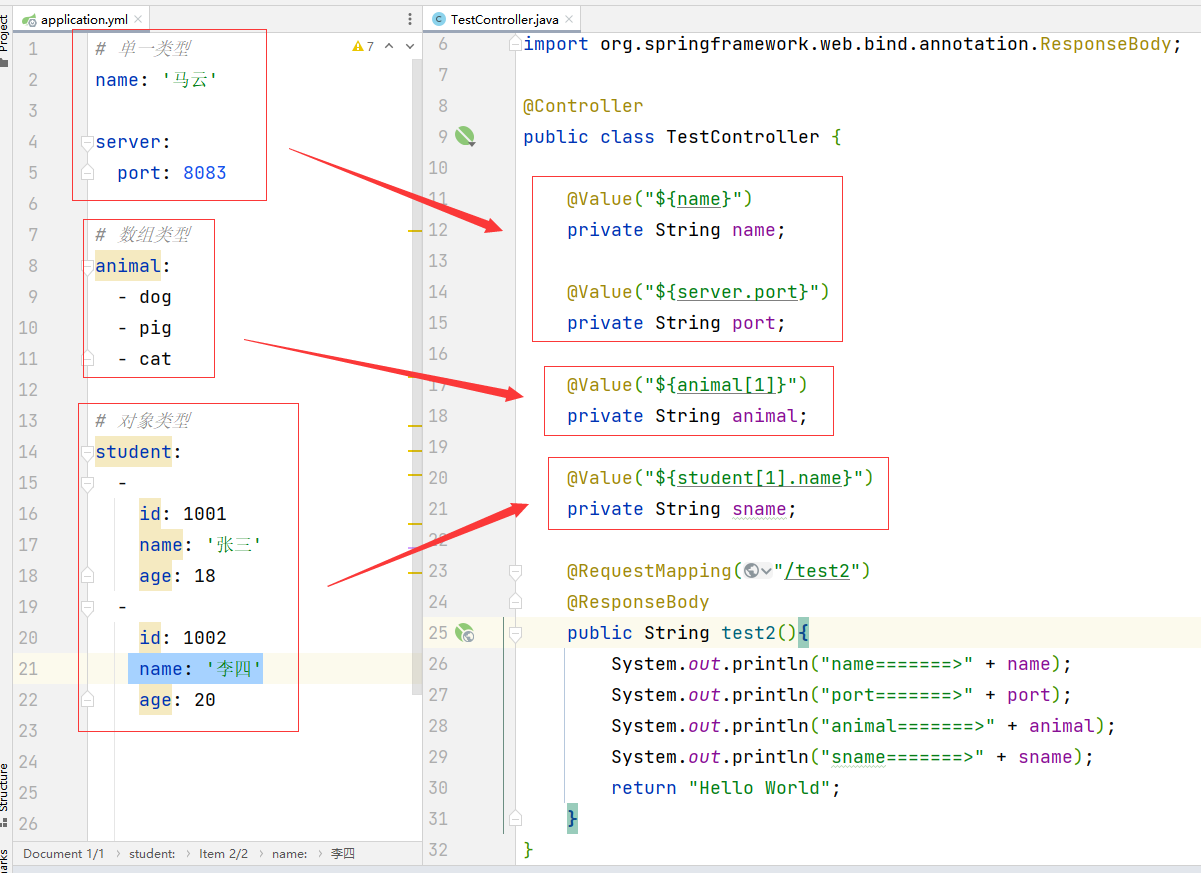 application.yml
TestController.java
Project
7
1 # 单一类型
2 name: '马云'
3
4 server:
5 port: 8083
6
7 # 数组类型
8 animal:
9 - dog
10 - pig
11 - cat
12
13 # 对象类型
14 student:
15 -
16 id: 1001
17 name: '张三'
18 age: 18
19 -
20 id: 1002
21 name: '李四'
22 age: 20
23
24
25
26
6 import org.springframework.web.bind.annotation.ResponseBody;
7
8 @Controller
9 public class TestController {
10
11 @Value("${name}")
12 private String name;
13
14 @Value("${server.port}")
15 private String port;
16
17 @Value("${animal[1]}")
18 private String animal;
19
20 @Value("${student[1].name}")
21 private String sname;
22
23 @RequestMapping("/test2")
24 @ResponseBody
25 public String test2(){
26 System.out.println("name=======>" + name);
27 System.out.println("port=======>" + port);
28 System.out.println("animal=======>" + animal);
29 System.out.println("sname=======>" + sname);
30 return "Hello World";
31 }
32 }
Structure
Document 1/1 › student: › Item 2/2 › name: › 李四